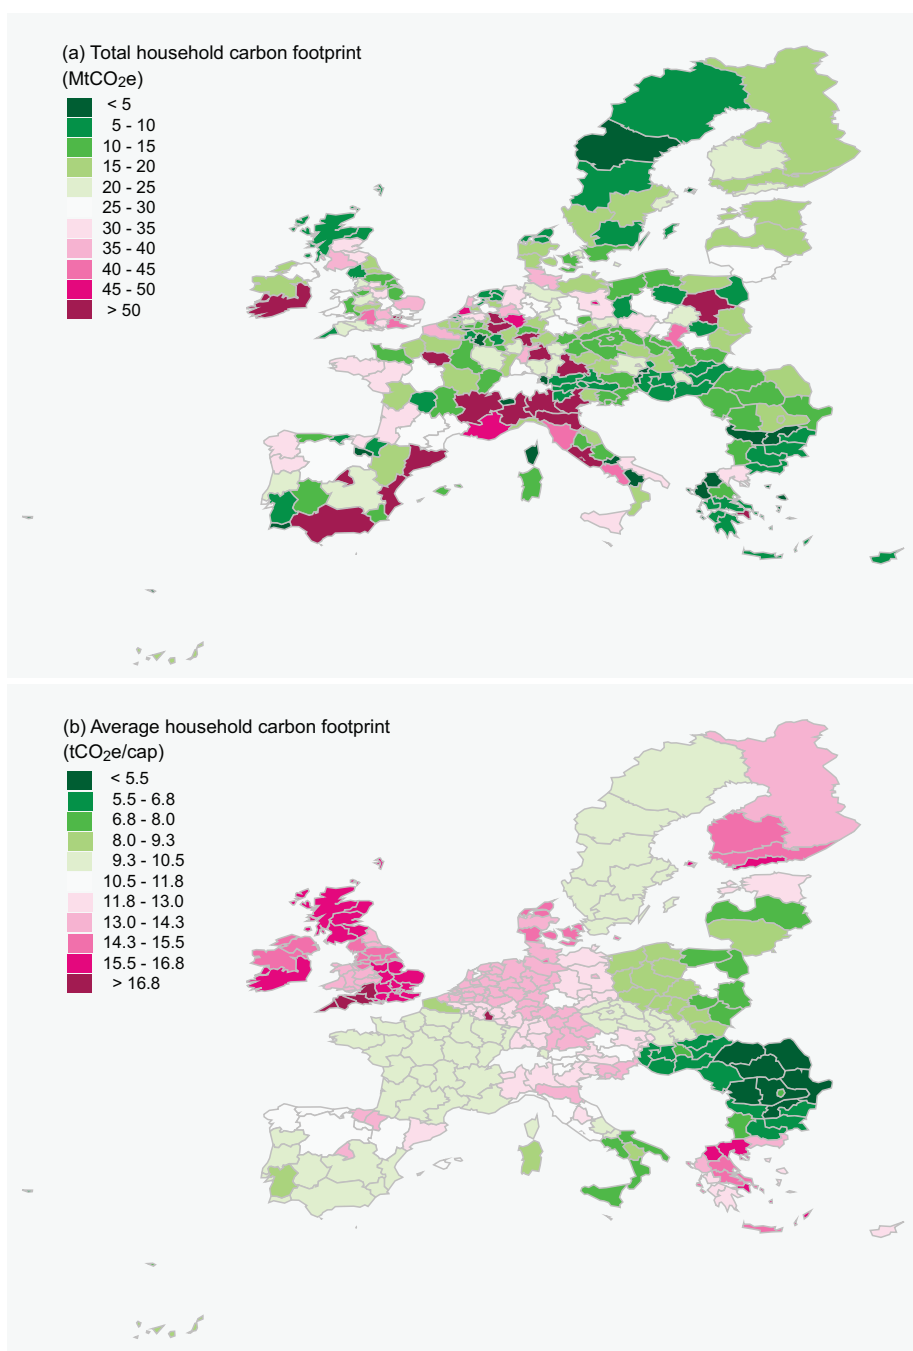 (a) Total household carbon footprint
(MtCO₂e)
< 5
5 - 10
10 - 15
15 - 20
20 - 25
25 - 30
30 - 35
35 - 40
40 - 45
45 - 50
> 50
(b) Average household carbon footprint
(tCO₂e/cap)
< 5.5
5.5 - 6.8
6.8 - 8.0
8.0 - 9.3
9.3 - 10.5
10.5 - 11.8
11.8 - 13.0
13.0 - 14.3
14.3 - 15.5
15.5 - 16.8
> 16.8